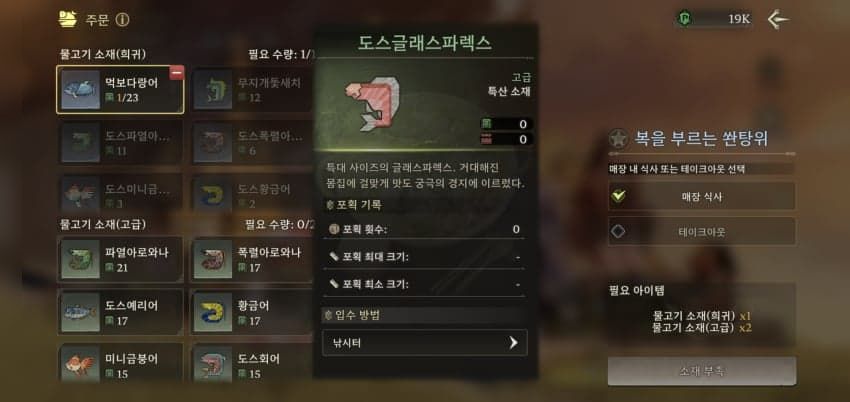 주문
19K
물고기 소재(희귀)
필요 수량: 1/1
먹보다랑어
1/23
무지개돛새치
12
도스파열아...
11
도스폭렬아...
6
도스미니금...
3
도스황금어
2
물고기 소재(고급)
필요 수량: 0/2
파열아로와나
21
폭렬아로와나
17
도스예리어
17
황금어
17
미니금붕어
15
도스회어
15
도스글래스파렉스
고급
특산 소재
0
0
특대 사이즈의 글래스파렉스. 거대해진
몸집에 걸맞게 맛도 궁극의 경지에 이르렀다.
포획 기록
포획 횟수:
0
포획 최대 크기:
-
포획 최소 크기:
-
입수 방법
낚시터
복을 부르는 쏸탕위
매장 내 식사 또는 테이크아웃 선택
매장 식사
테이크아웃
필요 아이템
물고기 소재(희귀) x1
물고기 소재(고급) x2
소재 부족